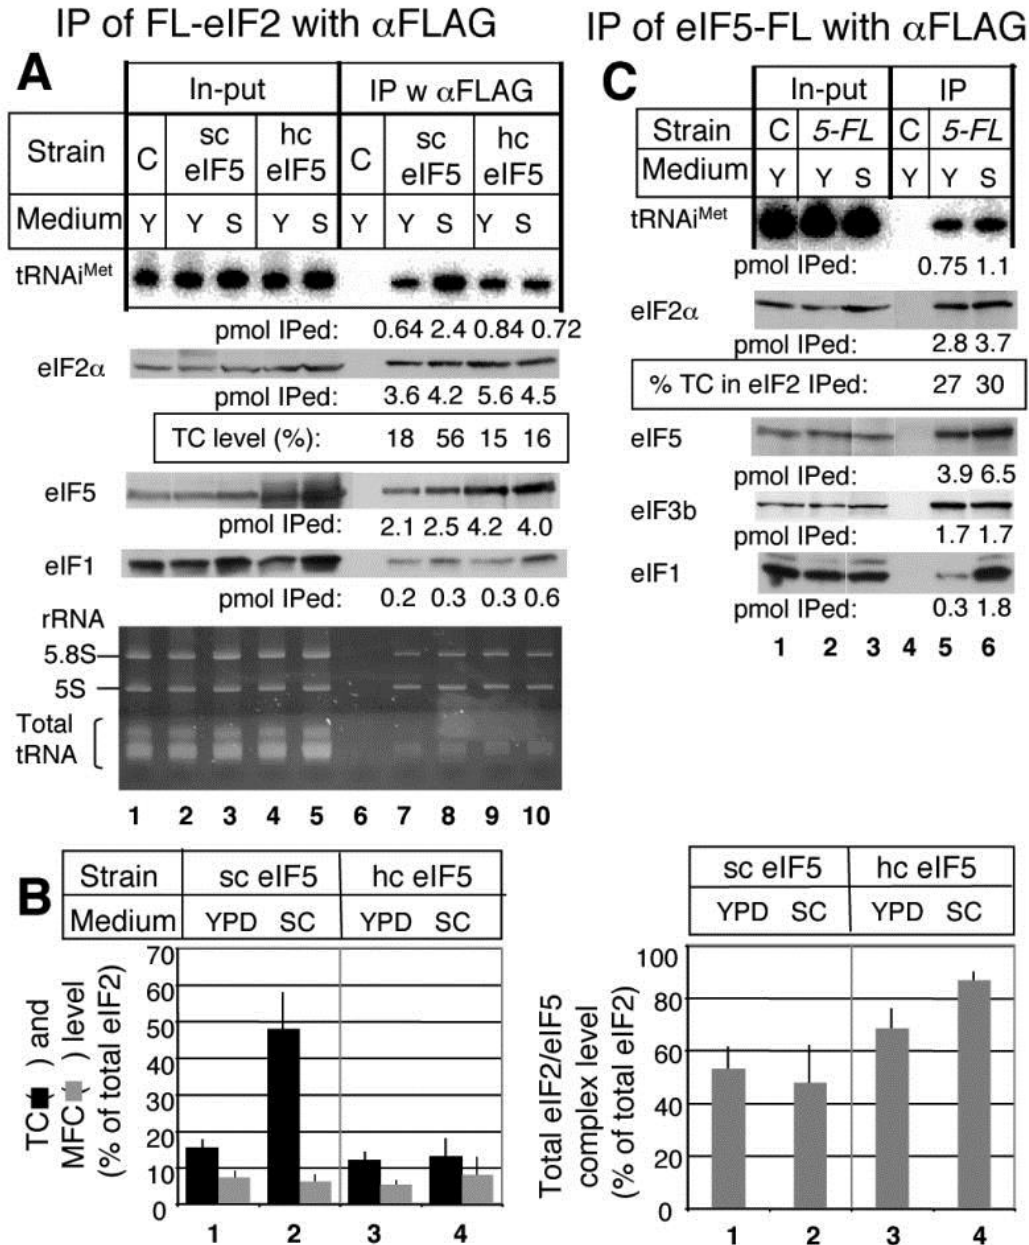 IP of FL-eIF2 with αFLAG
A
In-put
IP w αFLAG
Strain
C
sc eIF5
hc eIF5
C
sc eIF5
hc eIF5
Medium
Y Y S Y S Y Y S Y S
tRNAiMet
pmol IPed: 0.64 2.4 0.84 0.72
eIF2α
pmol IPed: 3.6 4.2 5.6 4.5
TC level (%): 18 56 15 16
eIF5
pmol IPed: 2.1 2.5 4.2 4.0
eIF1
pmol IPed: 0.2 0.3 0.3 0.6
rRNA
5.8S
5S
Total
tRNA
1 2 3 4 5 6 7 8 9 10
IP of eIF5-FL with αFLAG
C
In-put
IP
Strain C 5-FL C 5-FL
Medium Y Y S Y Y S
tRNAiMet
pmol IPed: 0.75 1.1
eIF2α
pmol IPed: 2.8 3.7
% TC in eIF2 IPed: 27 30
eIF5
pmol IPed: 3.9 6.5
eIF3b
pmol IPed: 1.7 1.7
eIF1
pmol IPed: 0.3 1.8
1 2 3 4 5 6
B
Strain sc eIF5 hc eIF5
Medium YPD SC YPD SC
TC( ) and
MFC( ) level
(% of total eIF2)
70
60
50
40
30
20
10
0
1 2 3 4
sc eIF5 hc eIF5
YPD SC YPD SC
Total eIF2/eIF5
complex level
(% of total eIF2)
100
80
60
40
20
0
1 2 3 4